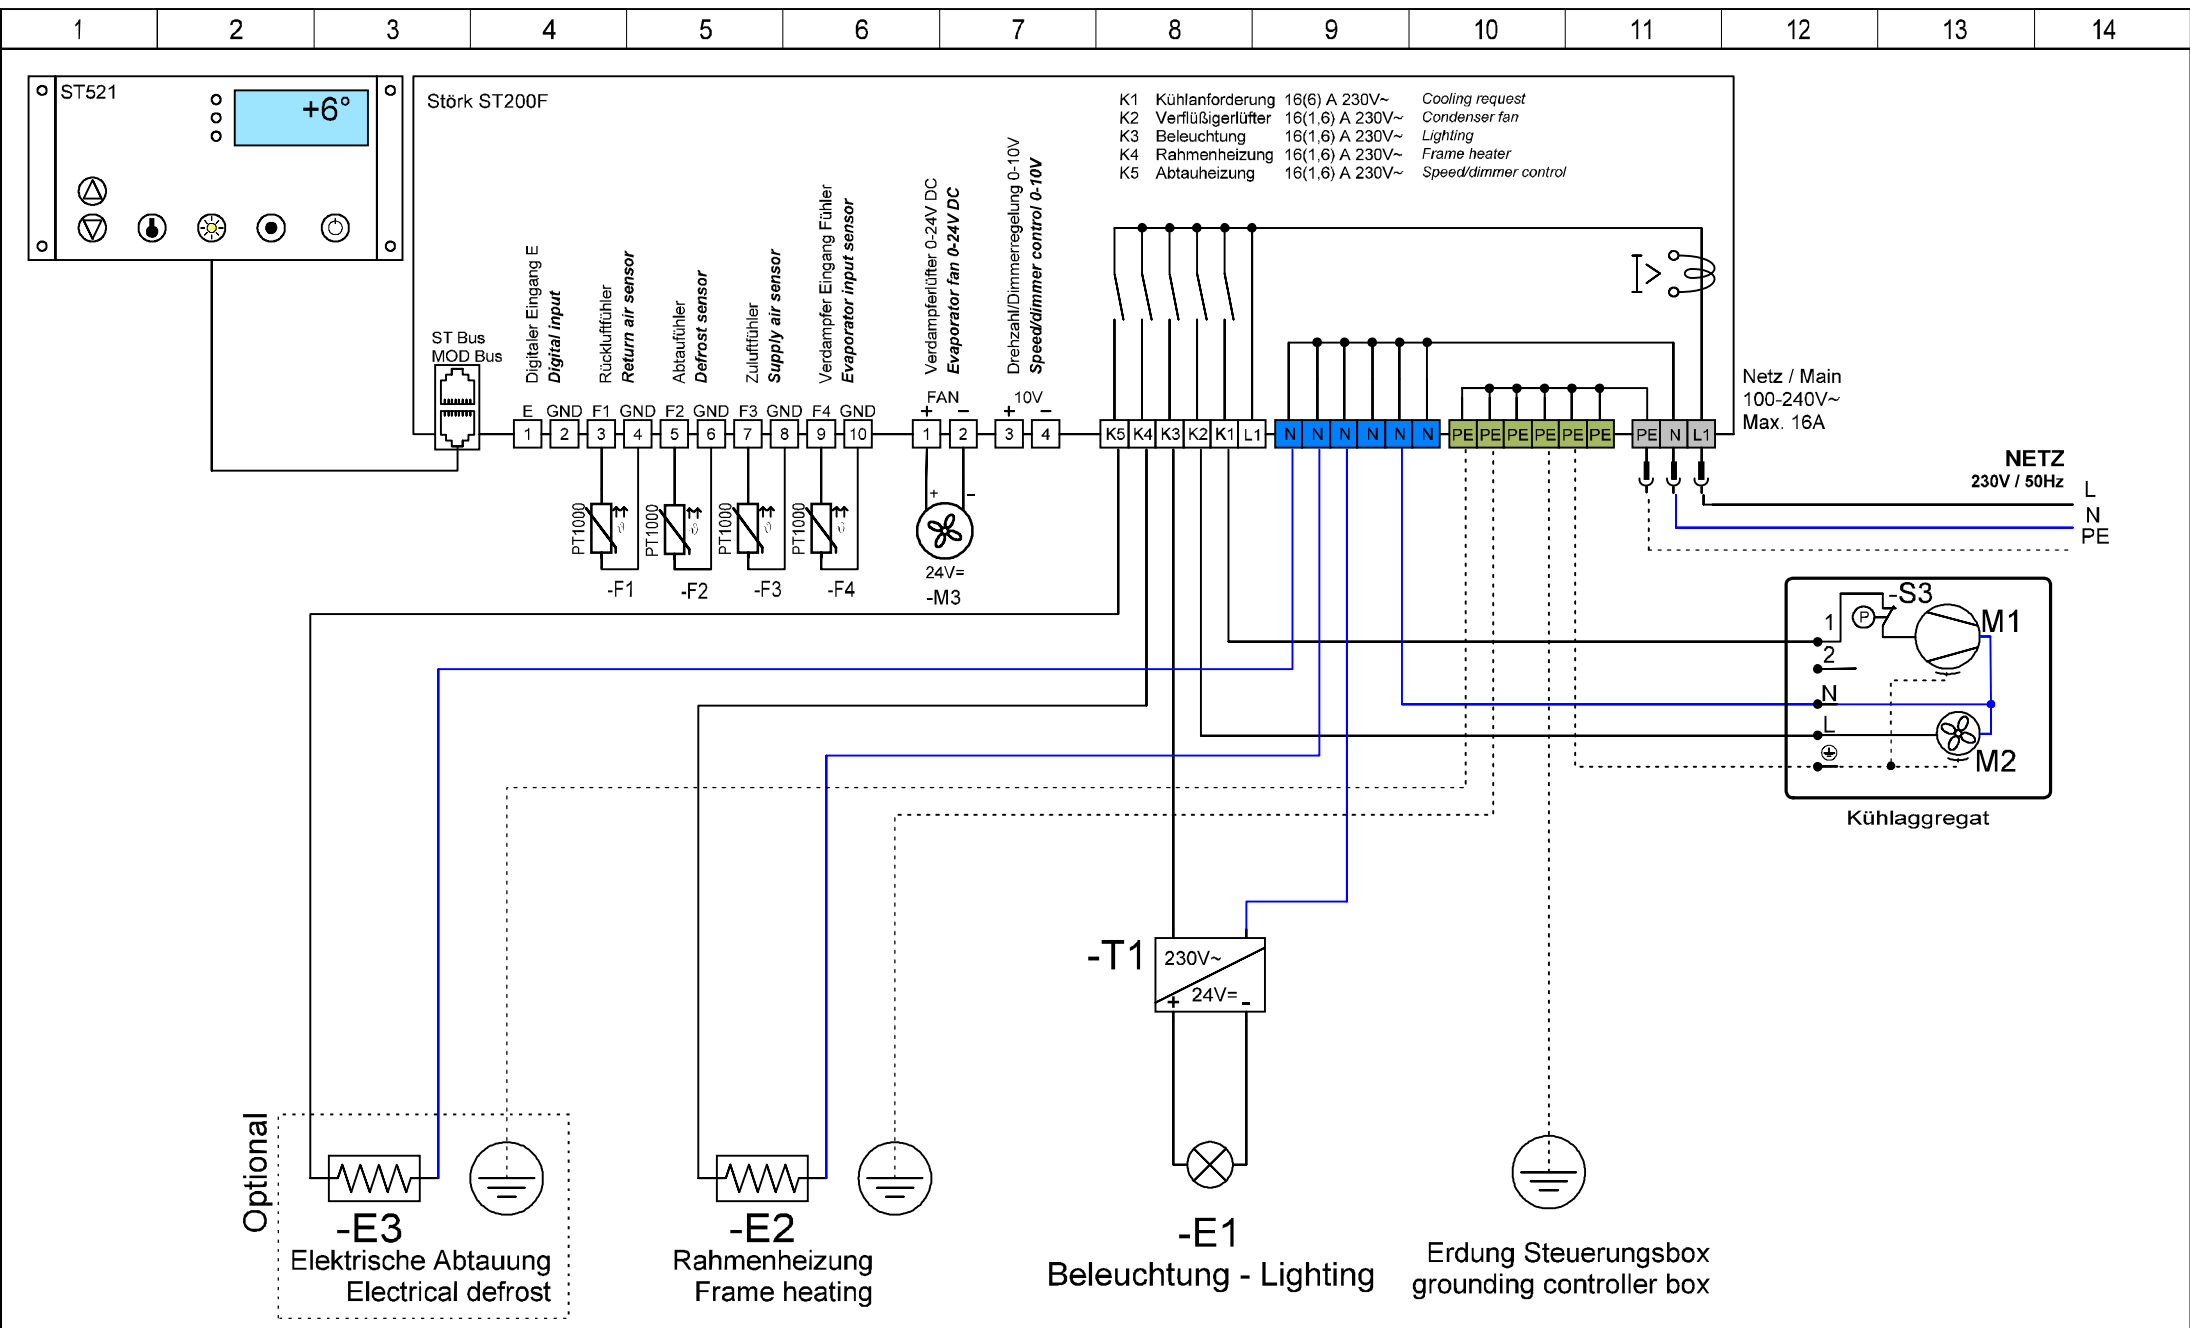 1 2 3 4 5 6 7 8 9 10 11 12 13 14
ST521
+6°
Störk ST200F
K1 Kühlanforderung 16(6) A 230V~ Cooling request
K2 Verflüßigerlüfter 16(1,6) A 230V~ Condenser fan
K3 Beleuchtung 16(1,6) A 230V~ Lighting
K4 Rahmenheizung 16(1,6) A 230V~ Frame heater
K5 Abtauheizung 16(1,6) A 230V~ Speed/dimmer control
ST Bus
MOD Bus
Digitaler Eingang E
Digital input
Rückluftfühler
Return air sensor
Abtaufühler
Defrost sensor
Zuluftfühler
Supply air sensor
Verdampfer Eingang Fühler
Evaporator input sensor
Verdampferlüfter 0-24V DC
Evaporator fan 0-24V DC
Drehzahl/Dimmerregelung 0-10V
Speed/dimmer control 0-10V
I>
E GND F1 GND F2 GND F3 GND F4 GND
FAN
+ −
10V
+ −
1 2 3 4 5 6 7 8 9 10
1 2 3 4
K5 K4 K3 K2 K1 L1
N N N N N N
PE PE PE PE PE PE
PE N L1
Netz / Main
100-240V~
Max. 16A
NETZ
230V / 50Hz
L
N
PE
PT1000 ϑ
PT1000 ϑ
PT1000 ϑ
PT1000 ϑ
-F1
-F2
-F3
-F4
+ −
24V=
-M3
-S3
P
M1
1
2
N
L
M2
Kühlaggregat
-T1
230V~
24V=
+ -
Optional
-E3
Elektrische Abtauung
Electrical defrost
-E2
Rahmenheizung
Frame heating
-E1
Beleuchtung - Lighting
Erdung Steuerungsbox
grounding controller box